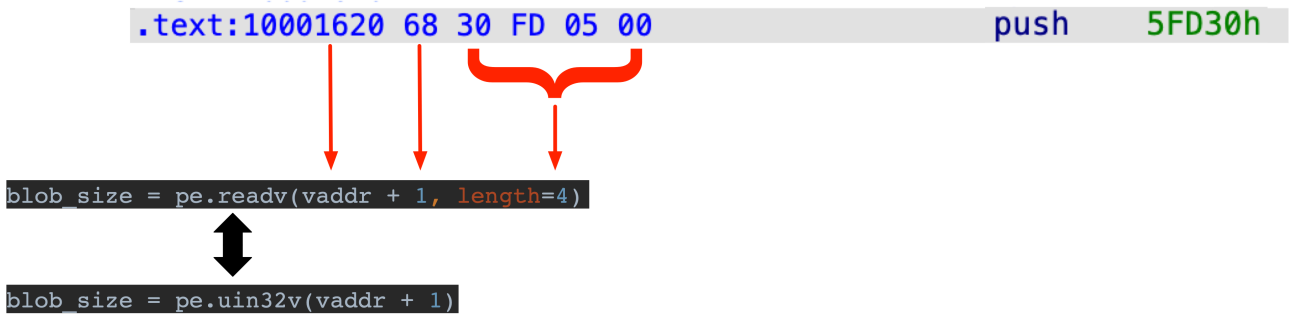 .text:10001620 68 30 FD 05 00 push 5FD30h
blob_size = pe.readv(vaddr + 1, length=4)
blob_size = pe.uin32v(vaddr + 1)